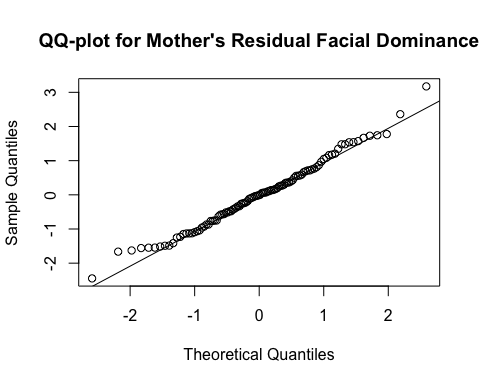 QQ-plot for Mother's Residual Facial Dominance
Sample Quantiles
3
2
1
0
-1
-2
-2 -1 0 1 2
Theoretical Quantiles